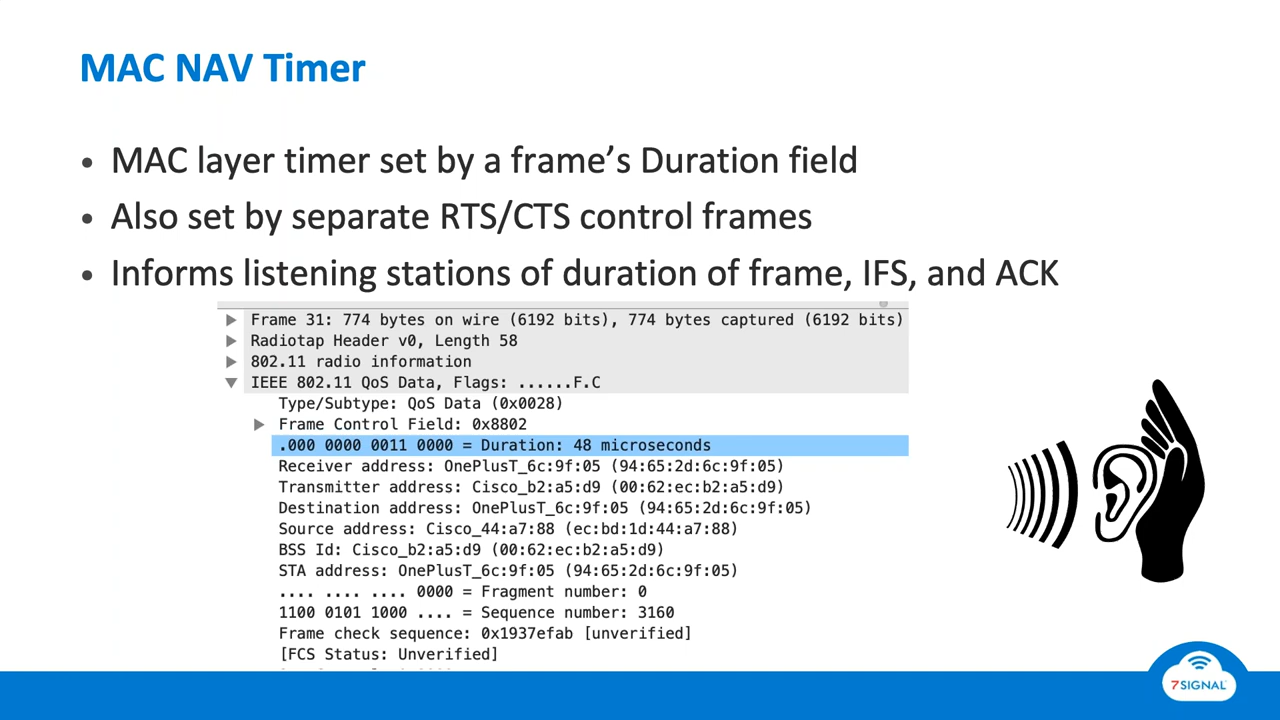 MAC NAV Timer
• MAC layer timer set by a frame’s Duration field
• Also set by separate RTS/CTS control frames
• Informs listening stations of duration of frame, IFS, and ACK
Frame 31: 774 bytes on wire (6192 bits), 774 bytes captured (6192 bits)
Radiotap Header v0, Length 58
802.11 radio information
IEEE 802.11 QoS Data, Flags: ......F.C
Type/Subtype: QoS Data (0x0028)
Frame Control Field: 0x8802
.000 0000 0011 0000 = Duration: 48 microseconds
Receiver address: OnePlusT_6c:9f:05 (94:65:2d:6c:9f:05)
Transmitter address: Cisco_b2:a5:d9 (00:62:ec:b2:a5:d9)
Destination address: OnePlusT_6c:9f:05 (94:65:2d:6c:9f:05)
Source address: Cisco_44:a7:88 (ec:bd:1d:44:a7:88)
BSS Id: Cisco_b2:a5:d9 (00:62:ec:b2:a5:d9)
STA address: OnePlusT_6c:9f:05 (94:65:2d:6c:9f:05)
.... .... .... 0000 = Fragment number: 0
1100 0101 1000 .... = Sequence number: 3160
Frame check sequence: 0x1937efab [unverified]
[FCS Status: Unverified]
7SIGNAL